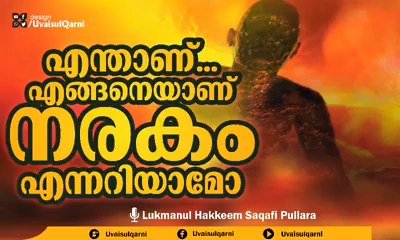 design
/UvaisulQarni
എന്താണ്...
എങ്ങനെയാണ്
നരകം
എന്നറിയാമോ
Lukmanul Hakkeem Saqafi Pullara
Uvaisulqarni Uvaisulqarni Uvaisulqarni